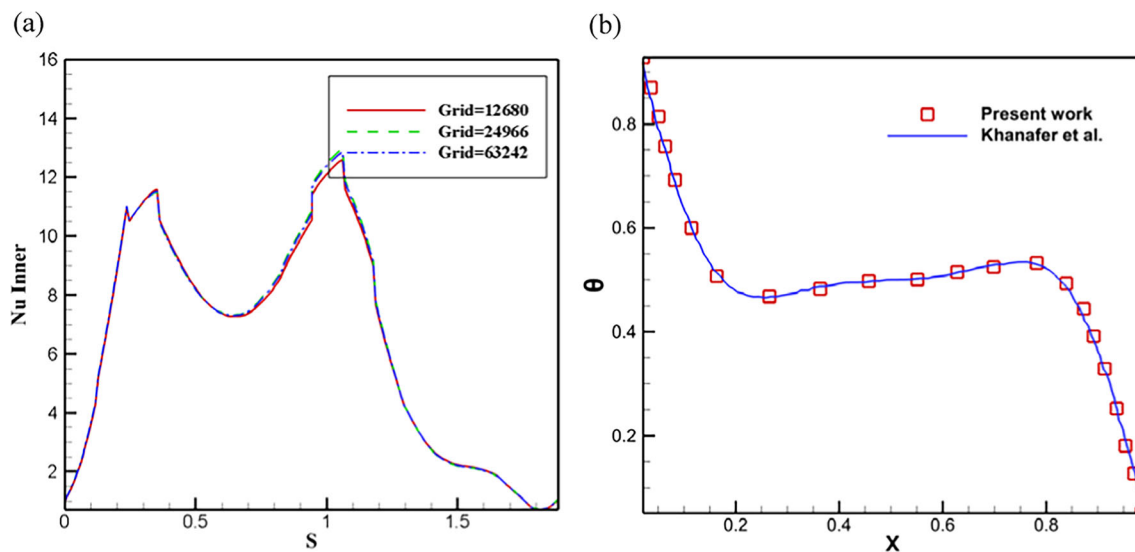 (a)
(b)
16
14
12
10
8
6
4
2
Nu Inner
0
0.5
1
1.5
S
Grid=12680
Grid=24966
Grid=63242
0.8
0.6
0.4
0.2
θ
0.2
0.4
0.6
0.8
X
Present work
Khanafer et al.